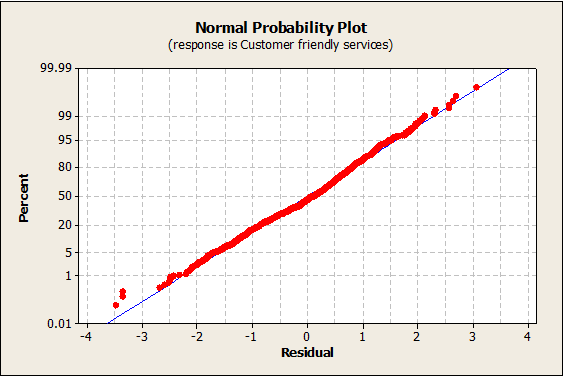 Normal Probability Plot
(response is Customer friendly services)
99.99
99
95
80
50
20
5
1
0.01
Percent
-4 -3 -2 -1 0 1 2 3 4
Residual